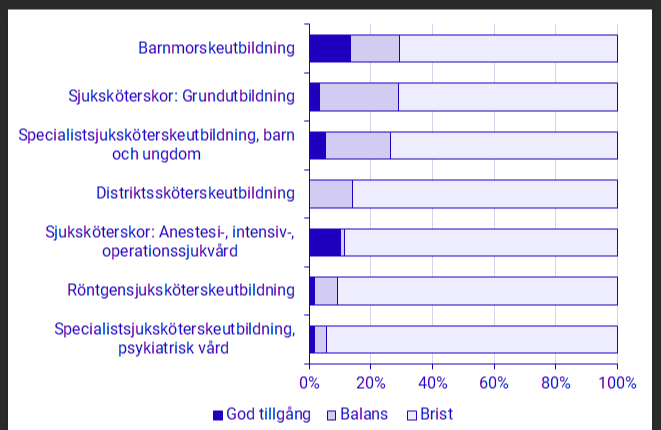 Barnmorskeutbildning
Sjuksköterskor: Grundutbildning
Specialistsjuksköterskeutbildning, barn
och ungdom
Distriktssköterskeutbildning
Sjuksköterskor: Anestesi-, intensiv-,
operationssjukvård
Röntgensjuksköterskeutbildning
Specialistsjuksköterskeutbildning,
psykiatrisk vård
0% 20% 40% 60% 80% 100%
God tillgång Balans Brist